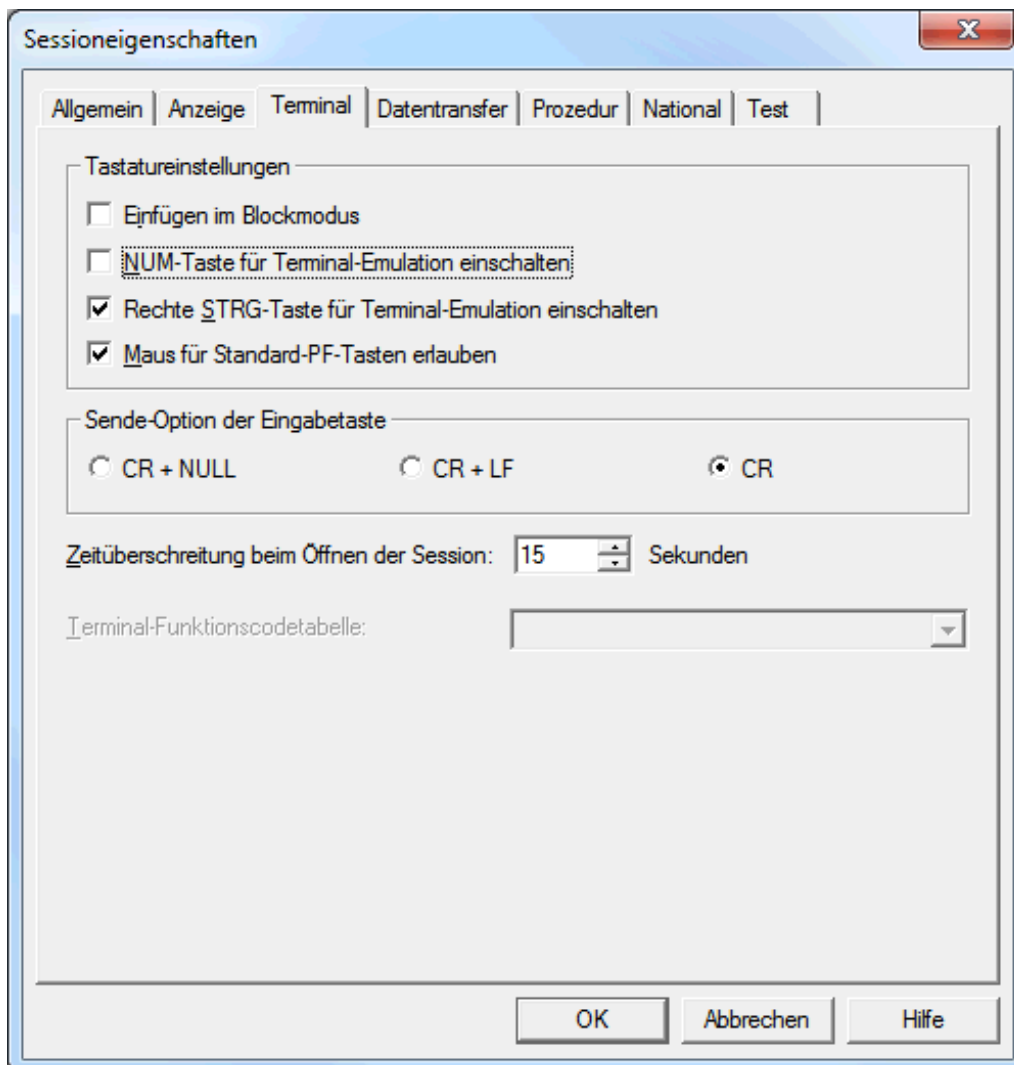 Sessioneigenschaften
Allgemein Anzeige Terminal Datentransfer Prozedur National Test
Tastatureinstellungen
Einfügen im Blockmodus
NUM-Taste für Terminal-Emulation einschalten
Rechte STRG-Taste für Terminal-Emulation einschalten
Maus für Standard-PF-Tasten erlauben
Sende-Option der Eingabetaste
CR + NULL CR + LF CR
Zeitüberschreitung beim Öffnen der Session: 15 Sekunden
Terminal-Funktionscodetabelle:
OK Abbrechen Hilfe